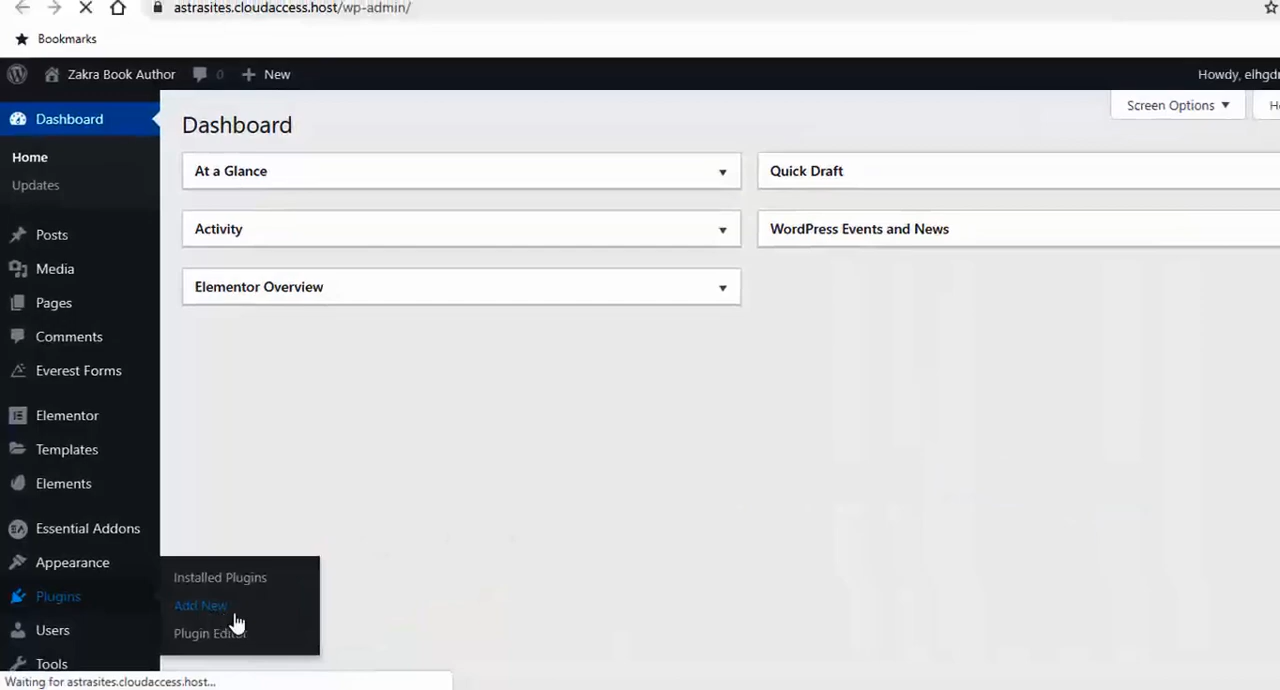 astrasites.cloudaccess.host/wp-admin/
Bookmarks
Zakra Book Author 0 New
Howdy, elhgd
Dashboard
Home
Updates
Posts
Media
Pages
Comments
Everest Forms
Elementor
Templates
Elements
Essential Addons
Appearance
Plugins
Users
Tools
Screen Options
Dashboard
At a Glance
Quick Draft
Activity
WordPress Events and News
Elementor Overview
Installed Plugins
Add New
Plugin Editor
Waiting for astrasites.cloudaccess.host...